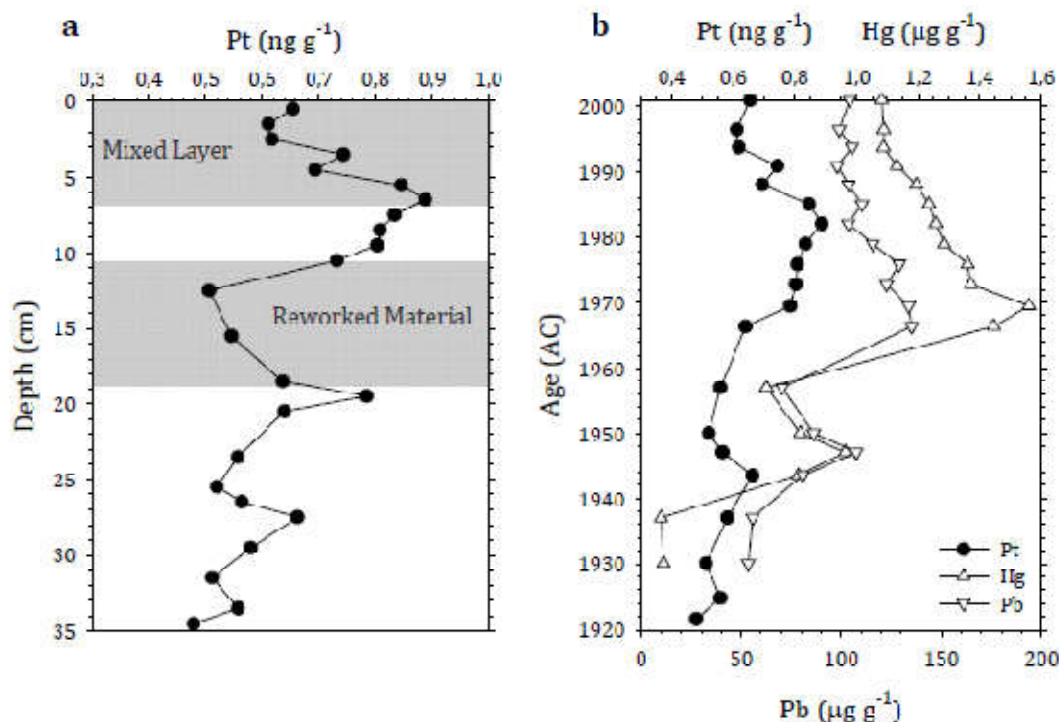 a
Pt (ng g⁻¹)
0,3 0,4 0,5 0,6 0,7 0,8 0,9 1,0
0
5
10
15
20
25
30
35
Depth (cm)
Mixed Layer
Reworked Material
b
Pt (ng g⁻¹) Hg (µg g⁻¹)
0,4 0,6 0,8 1,0 1,2 1,4 1,6
2000
1990
1980
1970
1960
1950
1940
1930
1920
Age (AC)
Pt
Hg
Pb
0 50 100 150 200
Pb (µg g⁻¹)